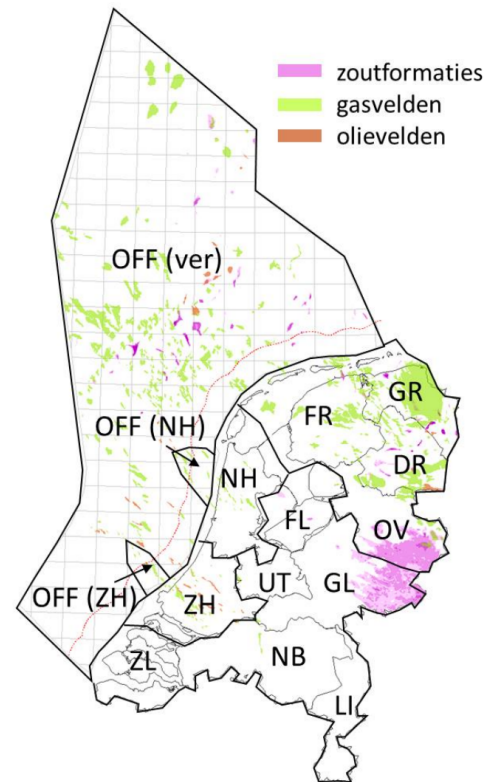 zoutformaties
gasvelden
olievelden
OFF (ver)
GR
FR
OFF (NH)
DR
NH
FL
OV
OFF (ZH)
UT
GL
ZH
ZL
NB
LI